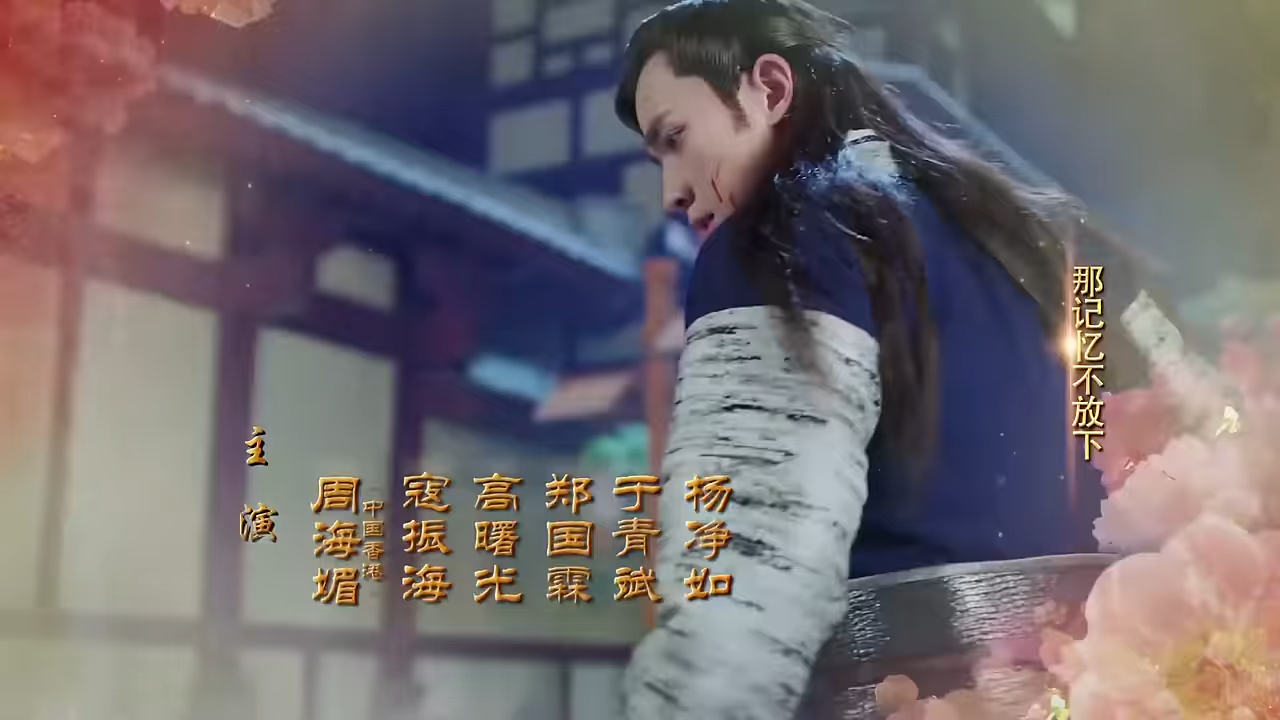 主演
周海媚
中国香港
寇振海
高曙光
郑国霖
于青斌
杨净如
那记忆不放下